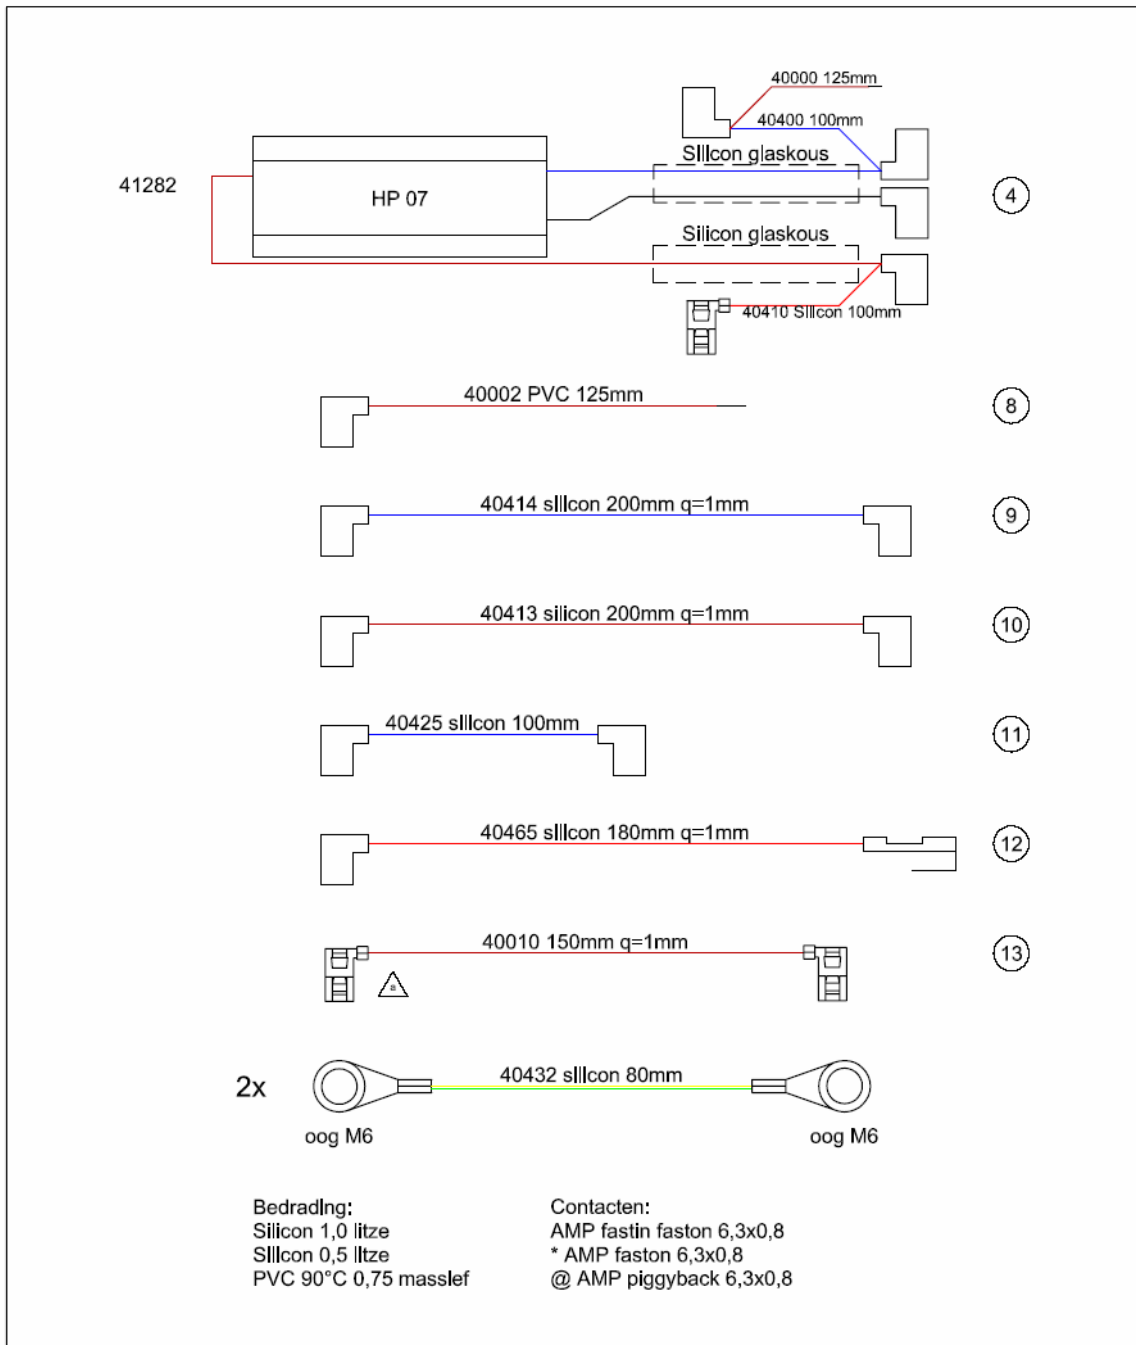 40000 125mm
40400 100mm
Silicon glaskous
41282
HP 07
4
Silicon glaskous
40410 Silicon 100mm
40002 PVC 125mm
8
40414 silicon 200mm q=1mm
9
40413 silicon 200mm q=1mm
10
40425 silicon 100mm
11
40465 silicon 180mm q=1mm
12
40010 150mm q=1mm
13
a
2x
40432 silicon 80mm
oog M6
oog M6
Bedrading:
Silicon 1,0 litze
Silicon 0,5 litze
PVC 90°C 0,75 massief
Contacten:
AMP fastin faston 6,3x0,8
* AMP faston 6,3x0,8
@ AMP piggyback 6,3x0,8